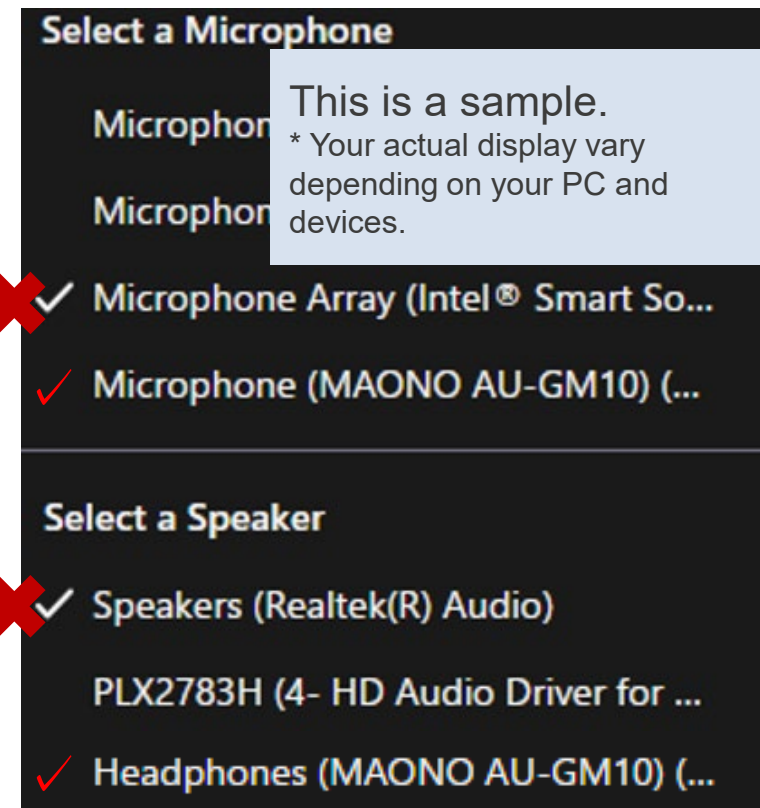 Select a Microphone
This is a sample.
* Your actual display vary
depending on your PC and
devices.
Microphon
Microphon
Microphone Array (Intel® Smart So...
Microphone (MAONO AU-GM10) (...
Select a Speaker
Speakers (Realtek(R) Audio)
PLX2783H (4- HD Audio Driver for ...
Headphones (MAONO AU-GM10) (...